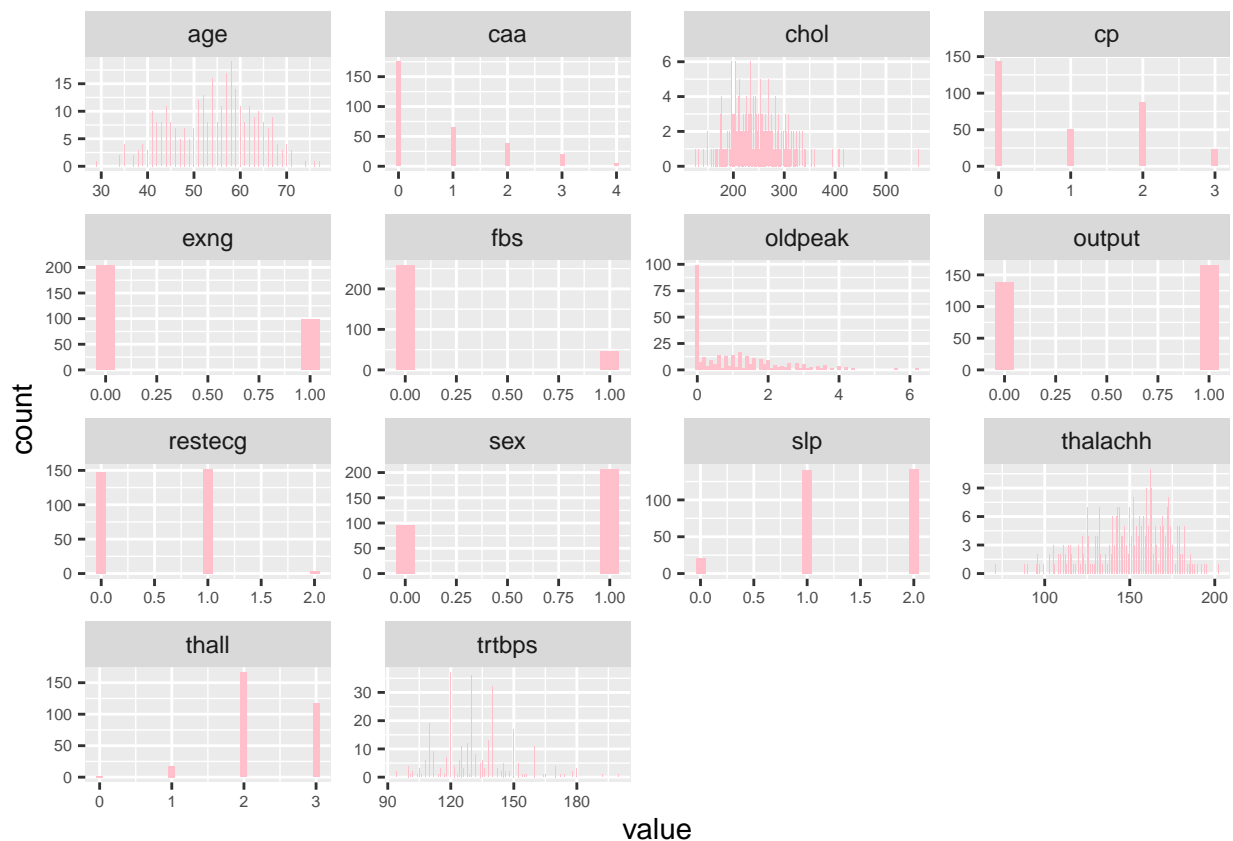 age
caa
chol
cp
15
10
5
0
30 40 50 60 70
150
100
50
0
0 1 2 3 4
6
4
2
0
200 300 400 500
150
100
50
0
0 1 2 3
exng
fbs
oldpeak
output
200
150
100
50
0
0.00 0.25 0.50 0.75 1.00
200
100
0
0.00 0.25 0.50 0.75 1.00
100
75
50
25
0
0 2 4 6
150
100
50
0
0.00 0.25 0.50 0.75 1.00
restecg
sex
slp
thalachh
150
100
50
0
0.0 0.5 1.0 1.5 2.0
200
150
100
50
0
0.00 0.25 0.50 0.75 1.00
100
50
0
0.0 0.5 1.0 1.5 2.0
9
6
3
0
100 150 200
thall
trtbps
150
100
50
0
0 1 2 3
30
20
10
0
90 120 150 180
count
value